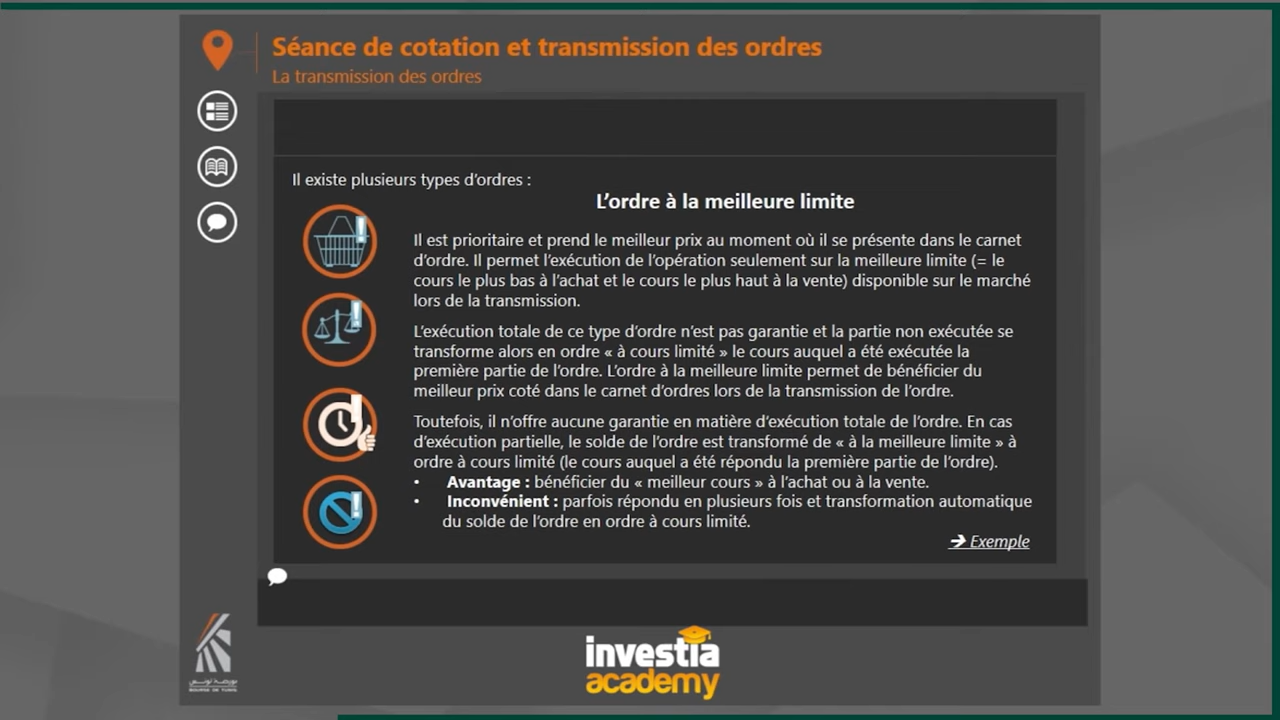 Séance de cotation et transmission des ordres
La transmission des ordres
Il existe plusieurs types d’ordres :
L’ordre à la meilleure limite
Il est prioritaire et prend le meilleur prix au moment où il se présente dans le carnet
d’ordre. Il permet l’exécution de l’opération seulement sur la meilleure limite (= le
cours le plus bas à l’achat et le cours le plus haut à la vente) disponible sur le marché
lors de la transmission.
L’exécution totale de ce type d’ordre n’est pas garantie et la partie non exécutée se
transforme alors en ordre « à cours limité » le cours auquel a été exécutée la
première partie de l’ordre. L’ordre à la meilleure limite permet de bénéficier du
meilleur prix coté dans le carnet d’ordres lors de la transmission de l’ordre.
Toutefois, il n’offre aucune garantie en matière d’exécution totale de l’ordre. En cas
d’exécution partielle, le solde de l’ordre est transformé de « à la meilleure limite » à
ordre à cours limité (le cours auquel a été répondu la première partie de l’ordre).
• Avantage : bénéficier du « meilleur cours » à l’achat ou à la vente.
• Inconvénient : parfois répondu en plusieurs fois et transformation automatique
du solde de l’ordre en ordre à cours limité.
➔ Exemple
بورصة تونس
BOURSE DE TUNIS
investia
academy